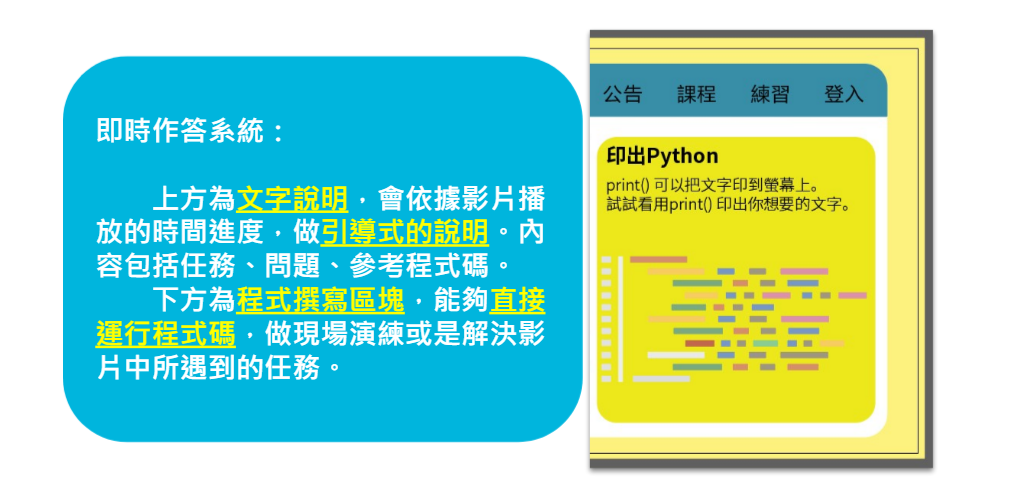 即時作答系統：
上方為文字說明，會依據影片播
放的時間進度，做引導式的說明。內
容包括任務、問題、參考程式碼。
下方為程式撰寫區塊，能夠直接
運行程式碼，做現場演練或是解決影
片中所遇到的任務。
公告 課程 練習 登入
印出Python
print() 可以把文字印到螢幕上。
試試看用print() 印出你想要的文字。